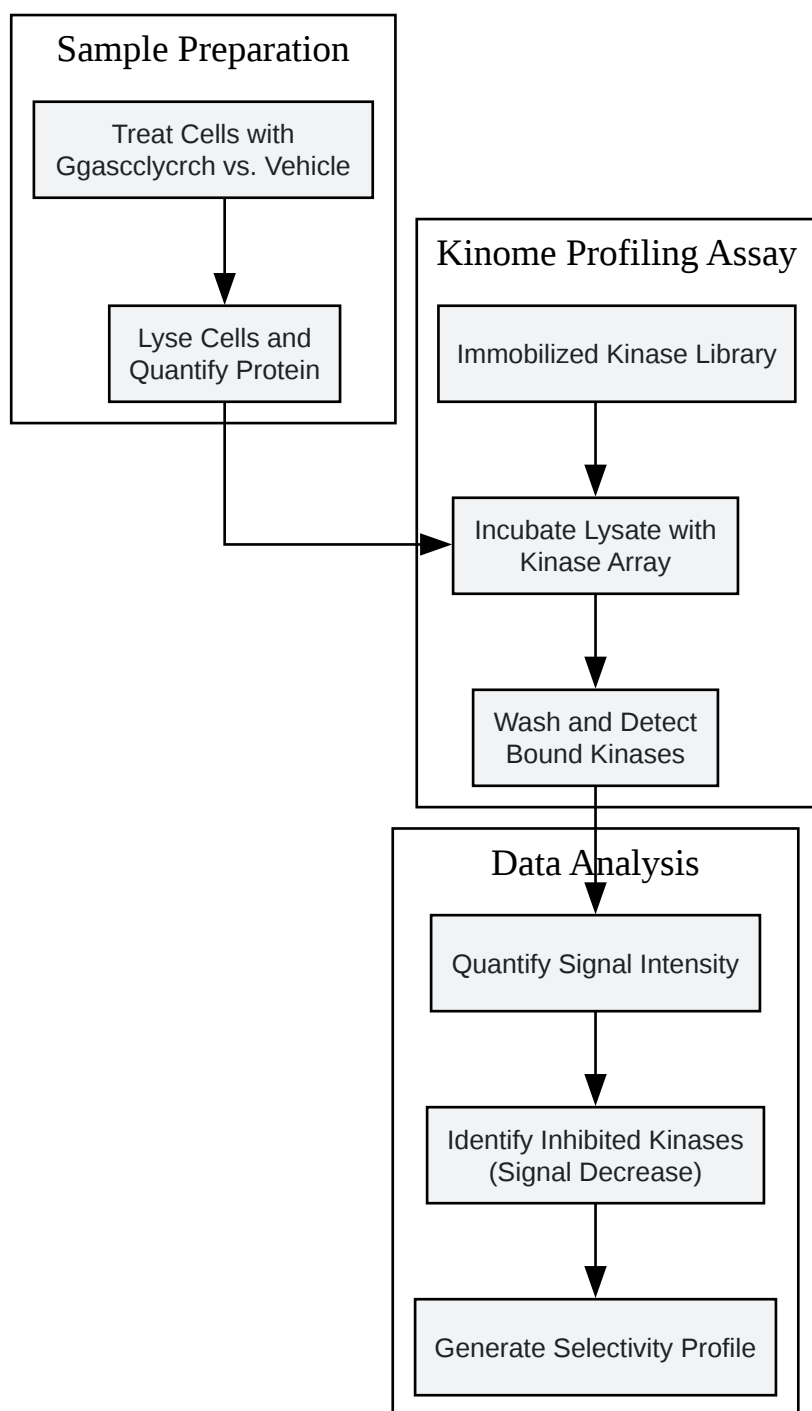 Sample Preparation
Treat Cells with
Ggascclycrch vs. Vehicle
Lyse Cells and
Quantify Protein
Kinome Profiling Assay
Immobilized Kinase Library
Incubate Lysate with
Kinase Array
Wash and Detect
Bound Kinases
Data Analysis
Quantify Signal Intensity
Identify Inhibited Kinases
(Signal Decrease)
Generate Selectivity Profile